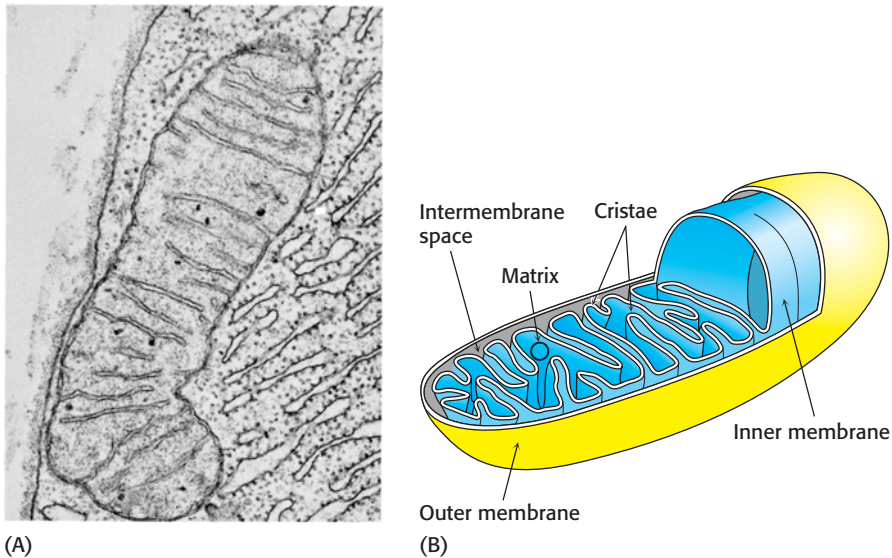 Intermembrane
space
Cristae
Matrix
Inner membrane
Outer membrane
(A)
(B)